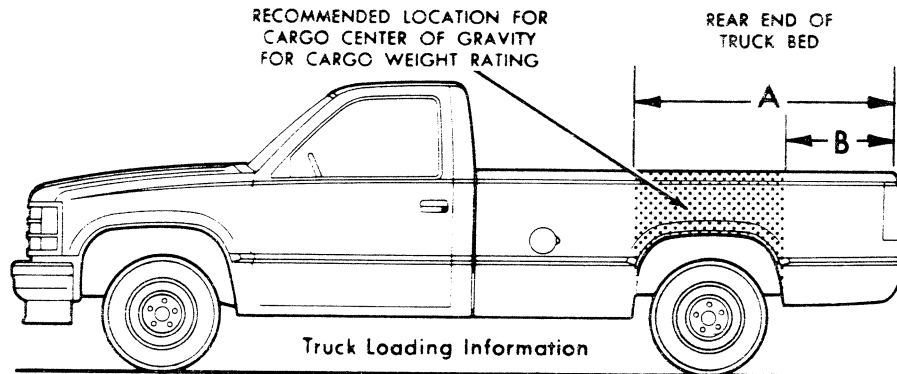 RECOMMENDED LOCATION FOR
CARGO CENTER OF GRAVITY
FOR CARGO WEIGHT RATING
REAR END OF
TRUCK BED
A
B
Truck Loading Information